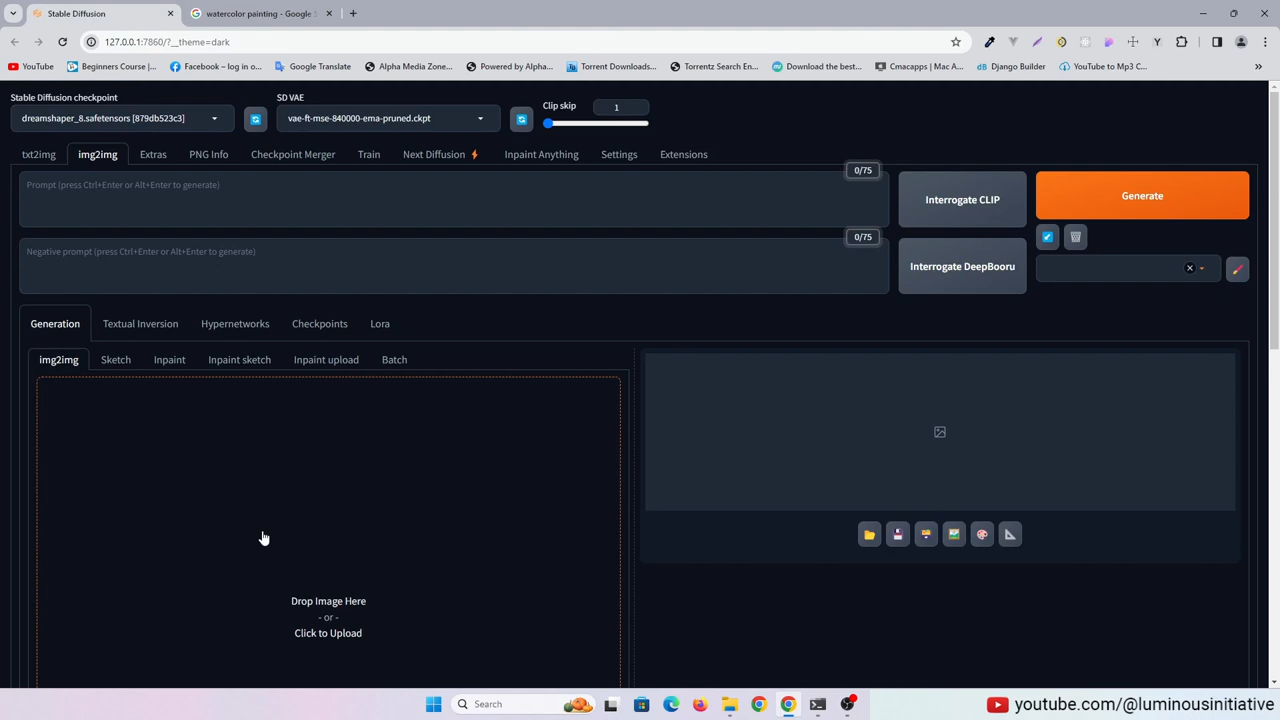 Stable Diffusion
watercolor painting - Google S
127.0.0.1:7860/?__theme=dark
YouTube
Beginners Course |...
Facebook – log in o...
Google Translate
Alpha Media Zone...
Powered by Alpha...
Torrent Downloads...
Torrentz Search En...
Download the best...
Cmacapps | Mac A...
Django Builder
YouTube to Mp3 C...
Stable Diffusion checkpoint
SD VAE
Clip skip
1
dreamshaper_8.safetensors [879db523c3]
vae-ft-mse-840000-ema-pruned.ckpt
txt2img
img2img
Extras
PNG Info
Checkpoint Merger
Train
Next Diffusion
Inpaint Anything
Settings
Extensions
Prompt (press Ctrl+Enter or Alt+Enter to generate)
0/75
Interrogate CLIP
Generate
Negative prompt (press Ctrl+Enter or Alt+Enter to generate)
0/75
Interrogate DeepBooru
Generation
Textual Inversion
Hypernetworks
Checkpoints
Lora
img2img
Sketch
Inpaint
Inpaint sketch
Inpaint upload
Batch
Drop Image Here
- or -
Click to Upload
Search
youtube.com/@luminousinitiative